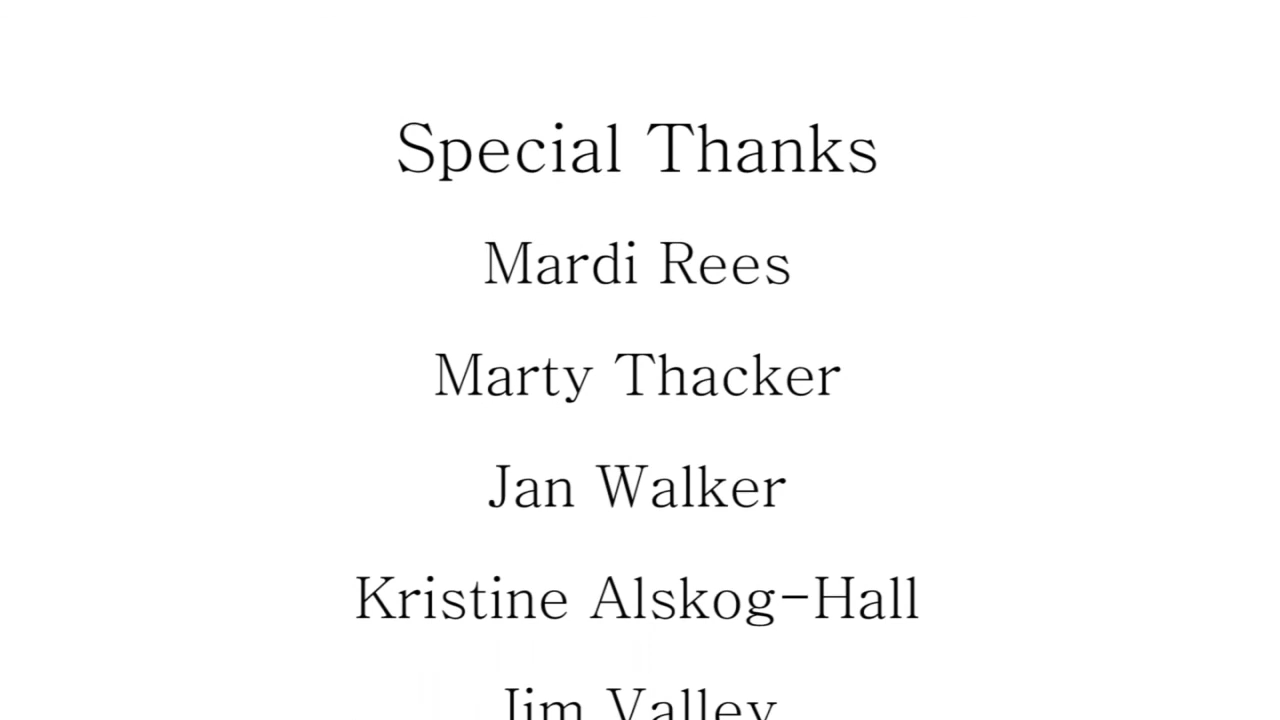 Special Thanks
Mardi Rees
Marty Thacker
Jan Walker
Kristine Alskog-Hall
Jim Valley